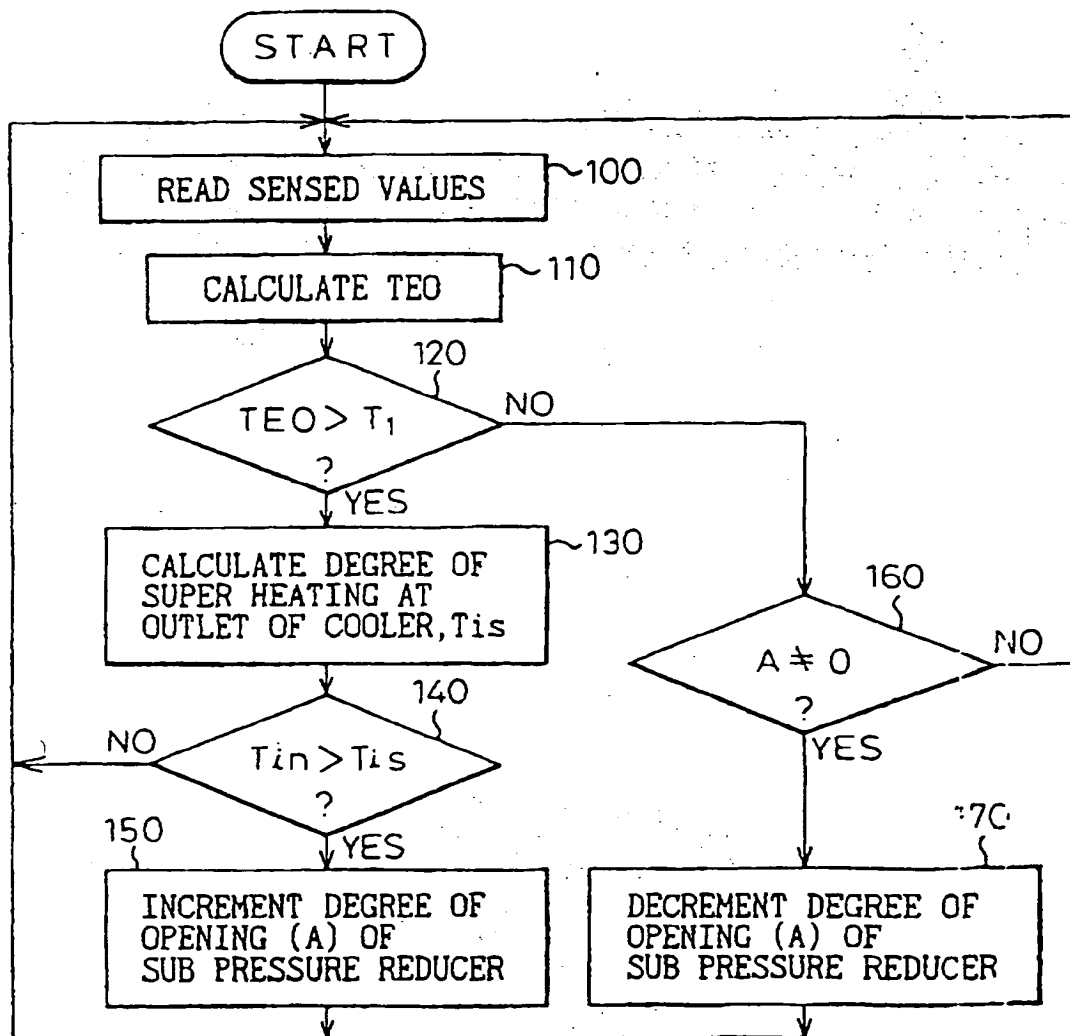 START
READ SENSED VALUES
100
CALCULATE TEO
110
120
TEO > T₁
?
NO
YES
CALCULATE DEGREE OF
SUPER HEATING AT
OUTLET OF COOLER, Tis
130
140
Tin > Tis
?
NO
YES
150
INCREMENT DEGREE OF
OPENING (A) OF
SUB PRESSURE REDUCER
160
A ≠ 0
?
NO
YES
DECREMENT DEGREE OF
OPENING (A) OF
SUB PRESSURE REDUCER